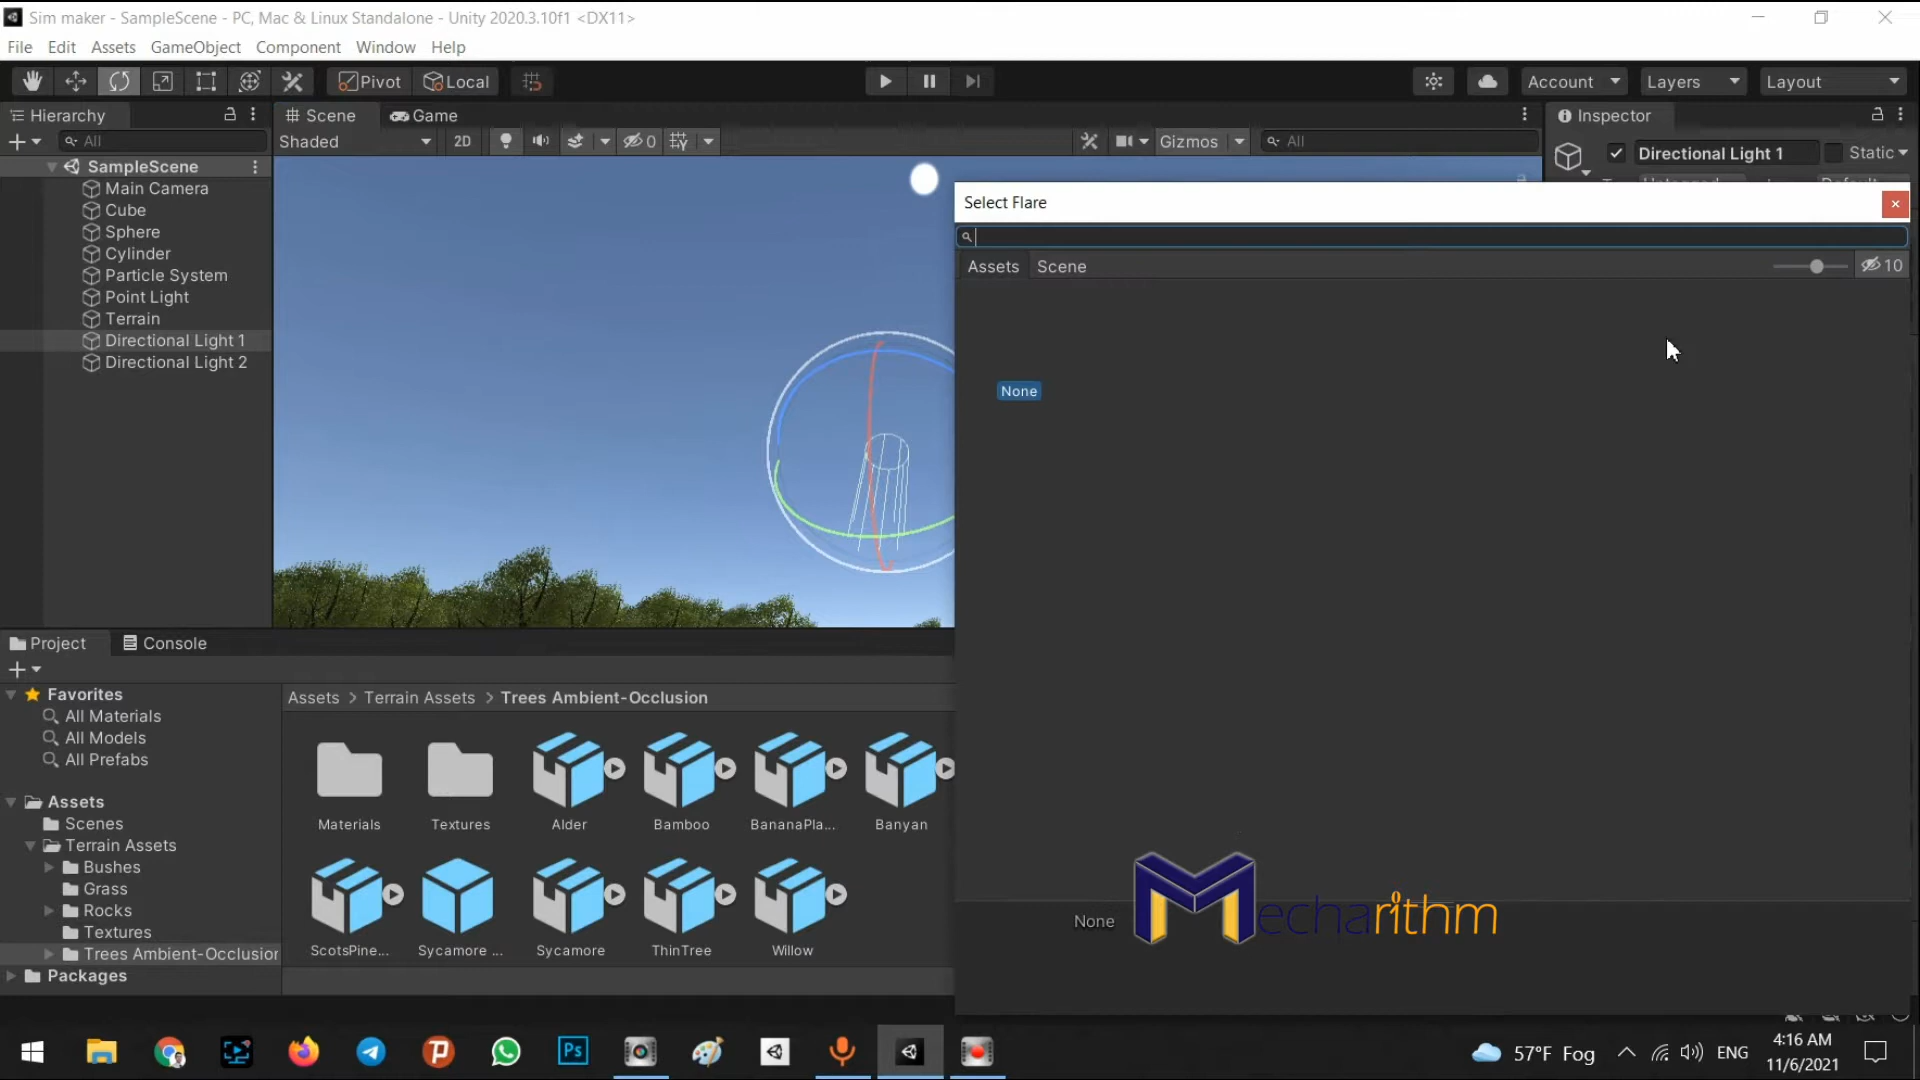 Sim maker - SampleScene - PC, Mac & Linux Standalone - Unity 2020.3.10f1 <DX11>
File Edit Assets GameObject Component Window Help
Pivot Local Account Layers Layout
Hierarchy Scene Game Inspector
All Shaded 2D 0 Gizmos All Directional Light 1 Static
SampleScene
Main Camera
Cube
Sphere
Cylinder
Particle System
Point Light
Terrain
Directional Light 1
Directional Light 2
Select Flare
Assets Scene 10
None
Project Console
Favorites
All Materials
All Models
All Prefabs
Assets
Scenes
Terrain Assets
Bushes
Grass
Rocks
Textures
Trees Ambient-Occlusion
Packages
Assets > Terrain Assets > Trees Ambient-Occlusion
Materials Textures Alder Bamboo BananaPla... Banyan
ScotsPine... Sycamore ... Sycamore ThinTree Willow
None
Mecharithm
57°F Fog ENG 4:16 AM
11/6/2021